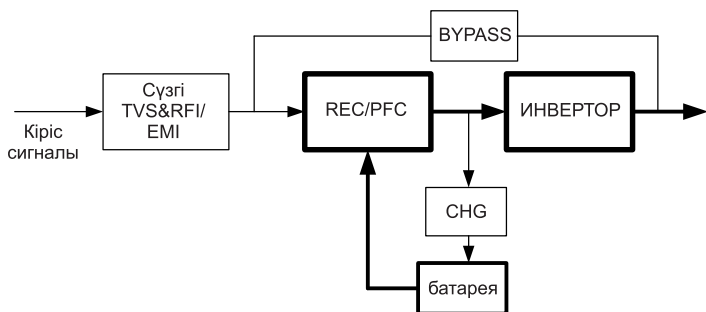 BYPASS
Сүзгі
TVS&RFI/
EMI
REC/PFC
ИНВЕРТОР
Кіріс
сигналы
CHG
батарея